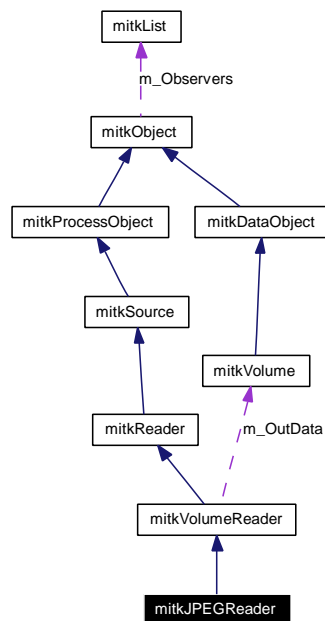 mitkList
m_Observers
mitkObject
mitkProcessObject
mitkDataObject
mitkSource
mitkVolume
mitkReader
m_OutData
mitkVolumeReader
mitkJPEGReader